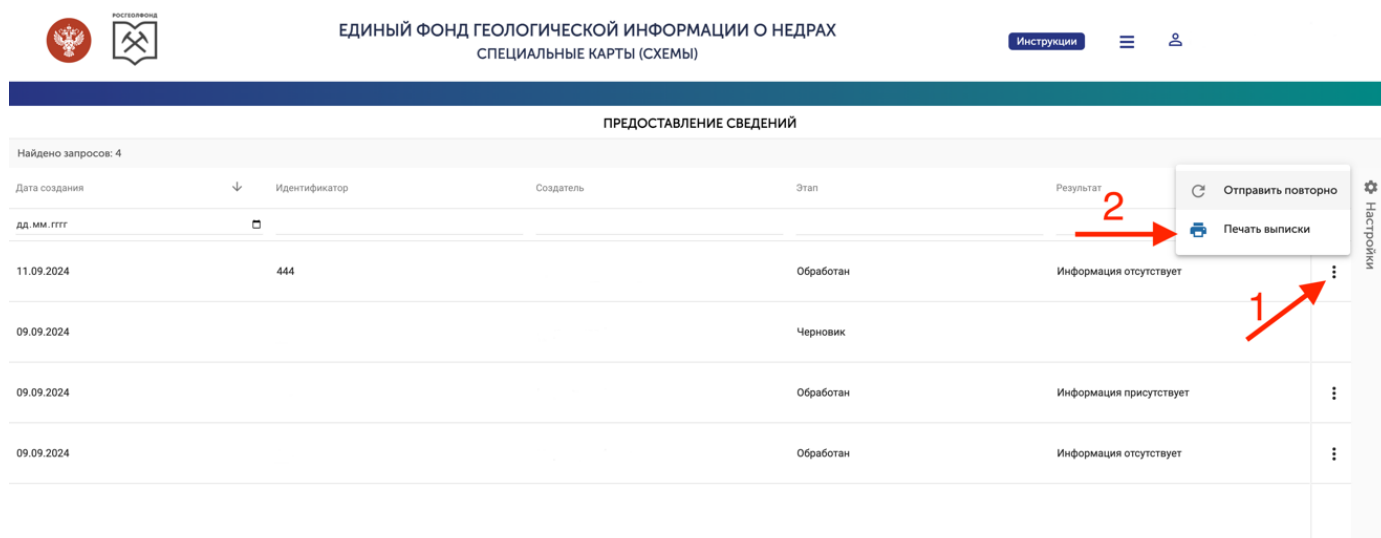 РОСГЕОЛФОНД
ЕДИНЫЙ ФОНД ГЕОЛОГИЧЕСКОЙ ИНФОРМАЦИИ О НЕДРАХ
СПЕЦИАЛЬНЫЕ КАРТЫ (СХЕМЫ)
Инструкции
ПРЕДОСТАВЛЕНИЕ СВЕДЕНИЙ
Найдено запросов: 4
Дата создания Идентификатор Создатель Этап Результат
Отправить повторно
Печать выписки
Настройки
2
дд.мм.гггг
11.09.2024 444 Обработан Информация отсутствует
1
09.09.2024 Черновик
09.09.2024 Обработан Информация присутствует
09.09.2024 Обработан Информация отсутствует